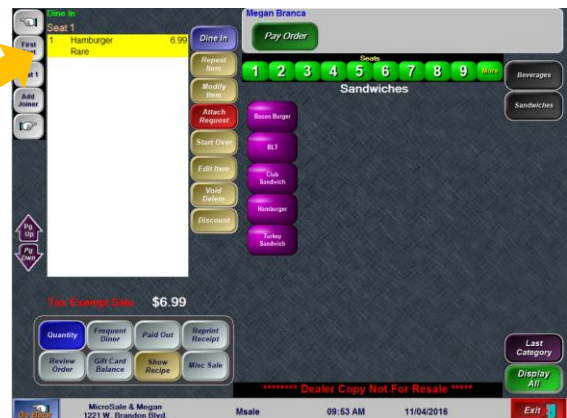 Dine In
Seat 1
1 Hamburger 6.99
Rare
First
Seat 1
Add
Joiner
Pg
Up
Pg
Dwn
Dine In
Repeat
Item
Modify
Item
Attach
Request
Start Over
Edit Item
Void
Delete
Discount
Megan Branca
Pay Order
Seats
1 2 3 4 5 6 7 8 9 More
Sandwiches
Bacon Burger
BLT
Club
Sandwich
Hamburger
Turkey
Sandwich
Beverages
Sandwiches
Tax Exempt Sale $6.99
Quantity
Frequent
Diner
Paid Out
Reprint
Receipt
Review
Order
Gift Card
Balance
Show
Recipe
Misc Sale
Last
Category
Display
All
******** Dealer Copy Not For Resale *****
Go Back
MicroSale & Megan
1221 W. Brandon Blvd.
Msale
09:53 AM
11/04/2016
Exit